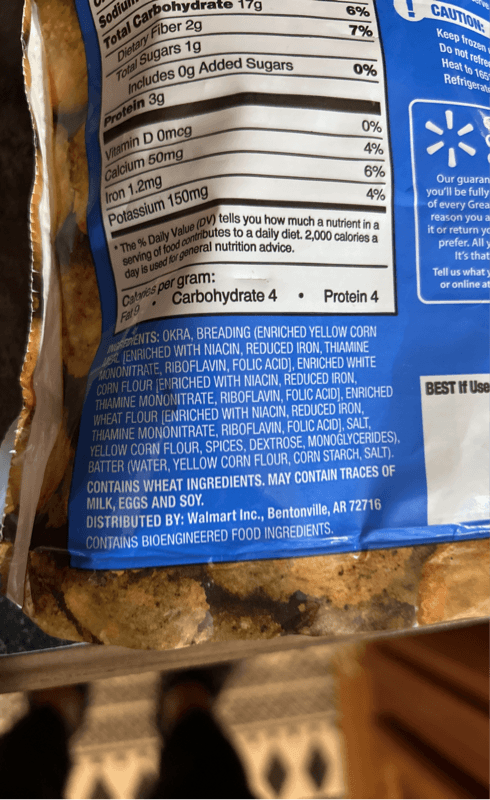 Sodium
Total Carbohydrate 17g 6%
Dietary Fiber 2g 7%
Total Sugars 1g
Includes 0g Added Sugars 0%
Protein 3g
Vitamin D 0mcg 0%
Calcium 50mg 4%
Iron 1.2mg 6%
Potassium 150mg 4%
* The % Daily Value (DV) tells you how much a nutrient in a
serving of food contributes to a daily diet. 2,000 calories a
day is used for general nutrition advice.
Calories per gram:
Fat 9 • Carbohydrate 4 • Protein 4
INGREDIENTS: OKRA, BREADING (ENRICHED YELLOW CORN
MEAL [ENRICHED WITH NIACIN, REDUCED IRON, THIAMINE
MONONITRATE, RIBOFLAVIN, FOLIC ACID], ENRICHED WHITE
CORN FLOUR [ENRICHED WITH NIACIN, REDUCED IRON,
THIAMINE MONONITRATE, RIBOFLAVIN, FOLIC ACID], ENRICHED
WHEAT FLOUR [ENRICHED WITH NIACIN, REDUCED IRON,
THIAMINE MONONITRATE, RIBOFLAVIN, FOLIC ACID], SALT,
YELLOW CORN FLOUR, SPICES, DEXTROSE, MONOGLYCERIDES),
BATTER (WATER, YELLOW CORN FLOUR, CORN STARCH, SALT).
CONTAINS WHEAT INGREDIENTS. MAY CONTAIN TRACES OF
MILK, EGGS AND SOY.
DISTRIBUTED BY: Walmart Inc., Bentonville, AR 72716
CONTAINS BIOENGINEERED FOOD INGREDIENTS.
! CAUTION:
Keep frozen
Do not refre
Heat to 165
Refrigerate
Our guaran
you'll be fully
of every Grea
reason you a
it or return yo
prefer. All y
It's that
Tell us what y
or online at
BEST If Use